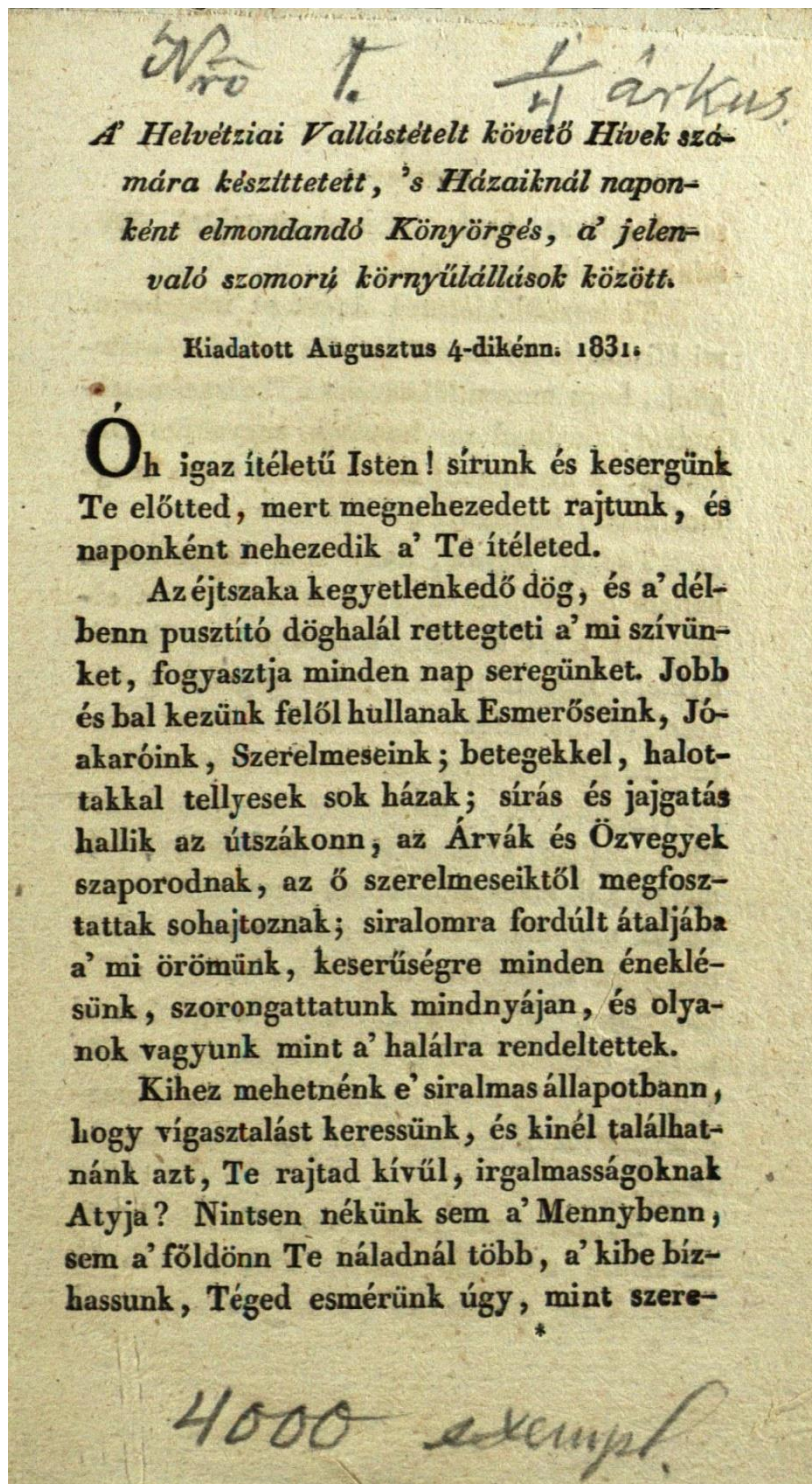 Nrō 1. 1/4 árkus.
A' Helvétziai Vallástételt követő Hívek szá-
mára készíttetett, 's Házaiknál napon-
ként elmondandó Könyörgés, a' jelen-
való szomorú környűlállások között.
Kiadatott Augusztus 4-dikénn. 1831.
Óh igaz ítéletű Isten! sírunk és kesergünk
Te előtted, mert megnehezedett rajtunk, és
naponként nehezedik a' Te ítéleted.
Az éjtszaka kegyetlenkedő dög, és a' dél-
benn pusztító döghalál rettegteti a' mi szívün-
ket, fogyasztja minden nap seregünket. Jobb
és bal kezünk felől hullanak Esmerőseink, Jó-
akaróink, Szerelmeseink; betegekkel, halot-
takkal tellyesek sok házak; sírás és jajgatás
hallik az útszákonn, az Árvák és Özvegyek
szaporodnak, az ő szerelmeseiktől megfosz-
tattak sohajtoznak; siralomra fordúlt átaljába
a' mi örömünk, keserűségre minden éneklé-
sünk, szorongattatunk mindnyájan, és olya-
nok vagyunk mint a' halálra rendeltettek.
Kihez mehetnénk e' siralmas állapotbann,
hogy vígasztalást keressünk, és kinél találhat-
nánk azt, Te rajtad kívűl, irgalmasságoknak
Atyja? Nintsen nékünk sem a' Mennybenn,
sem a' főldönn Te náladnál több, a' kibe bíz-
hassunk, Téged esmérünk úgy, mint szere-
*
4000 exempl.